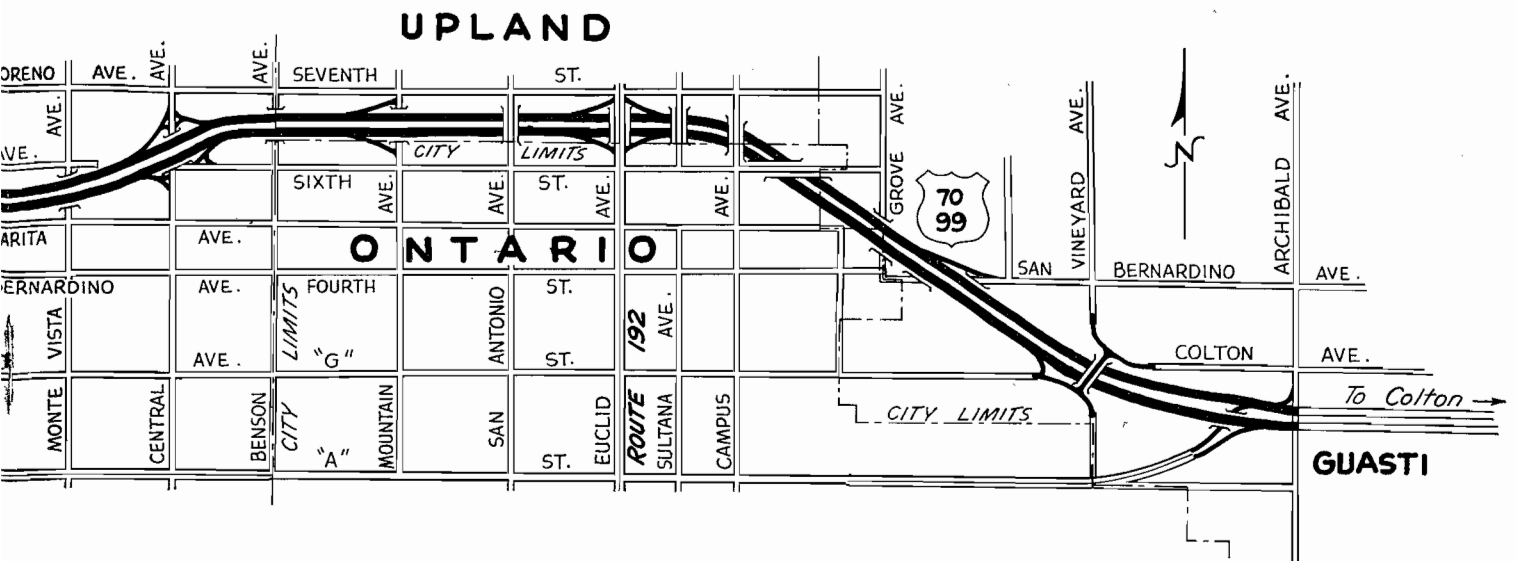 UPLAND
ORENO AVE. AVE. AVE. SEVENTH ST.
AVE.
AVE.
CITY LIMITS
SIXTH AVE. AVE. ST. AVE. AVE.
GROVE AVE.
70
99
VINEYARD AVE.
N
ARCHIBALD AVE.
ARITA AVE.
ONTARIO
SAN BERNARDINO AVE.
ERNARDINO AVE. FOURTH ST.
MONTE VISTA
CENTRAL
AVE.
BENSON
CITY LIMITS
"G" ST.
MOUNTAIN
SAN ANTONIO
EUCLID
ROUTE 192
SULTANA AVE.
CAMPUS
"A" ST.
COLTON AVE.
To Colton
CITY LIMITS
GUASTI